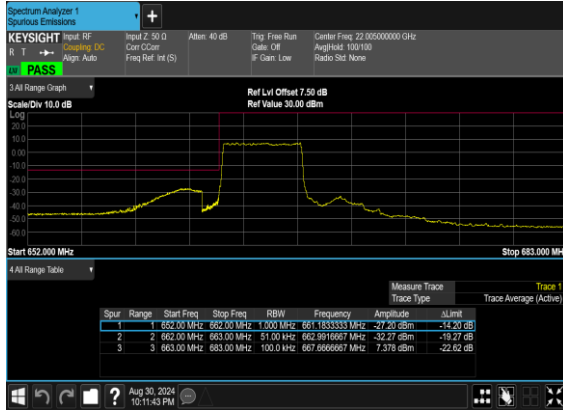 Spectrum Analyzer 1
Spurious Emissions
KEYSIGHT Input: RF Input Z: 50 Ω Atten: 40 dB Trig: Free Run Center Freq: 22.005000000 GHz
R T Coupling: DC Corr CCorr Gate: Off Avg|Hold: 100/100
Align: Auto Freq Ref: Int (S) IF Gain: Low Radio Std: None
PASS
3 All Range Graph Ref Lvl Offset 7.50 dB
Scale/Div 10.0 dB Ref Value 30.00 dBm
Log
20.0
10.0
0.00
-10.0
-20.0
-30.0
-40.0
-50.0
-60.0
Start 652.000 MHz Stop 683.000 MH
4 All Range Table
Measure Trace Trace 1
Trace Type Trace Average (Active)
Spur Range Start Freq Stop Freq RBW Frequency Amplitude ΔLimit
1 1 652.00 MHz 662.00 MHz 1.000 MHz 661.1833333 MHz -27.20 dBm -14.20 dB
2 2 662.00 MHz 663.00 MHz 51.00 kHz 662.9916667 MHz -32.27 dBm -19.27 dB
3 3 663.00 MHz 683.00 MHz 100.0 kHz 667.6666667 MHz 7.378 dBm -22.62 dB
? Aug 30, 2024
10:11:43 PM